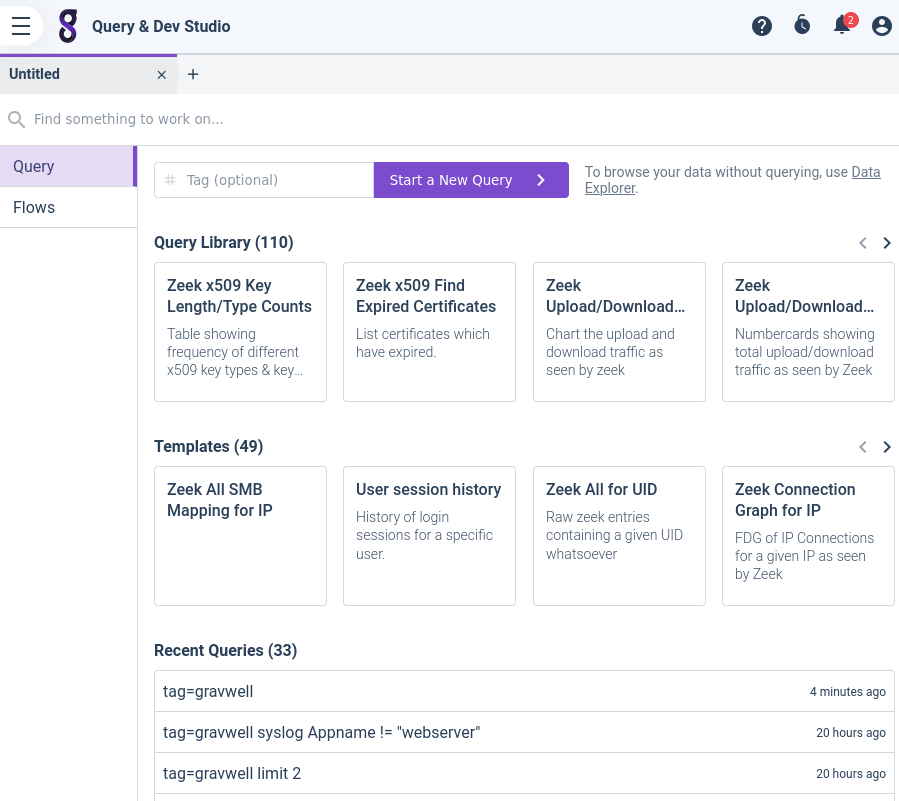 Query & Dev Studio
2
Untitled × +
Find something to work on...
Query
Flows
# Tag (optional)
Start a New Query
To browse your data without querying, use Data
Explorer.
Query Library (110)
Zeek x509 Key
Length/Type Counts
Table showing
frequency of different
x509 key types & key…
Zeek x509 Find
Expired Certificates
List certificates which
have expired.
Zeek
Upload/Download…
Chart the upload and
download traffic as
seen by zeek
Zeek
Upload/Download…
Numbercards showing
total upload/download
traffic as seen by Zeek
Templates (49)
Zeek All SMB
Mapping for IP
User session history
History of login
sessions for a specific
user.
Zeek All for UID
Raw zeek entries
containing a given UID
whatsoever
Zeek Connection
Graph for IP
FDG of IP Connections
for a given IP as seen
by Zeek
Recent Queries (33)
tag=gravwell 4 minutes ago
tag=gravwell syslog Appname != "webserver" 20 hours ago
tag=gravwell limit 2 20 hours ago